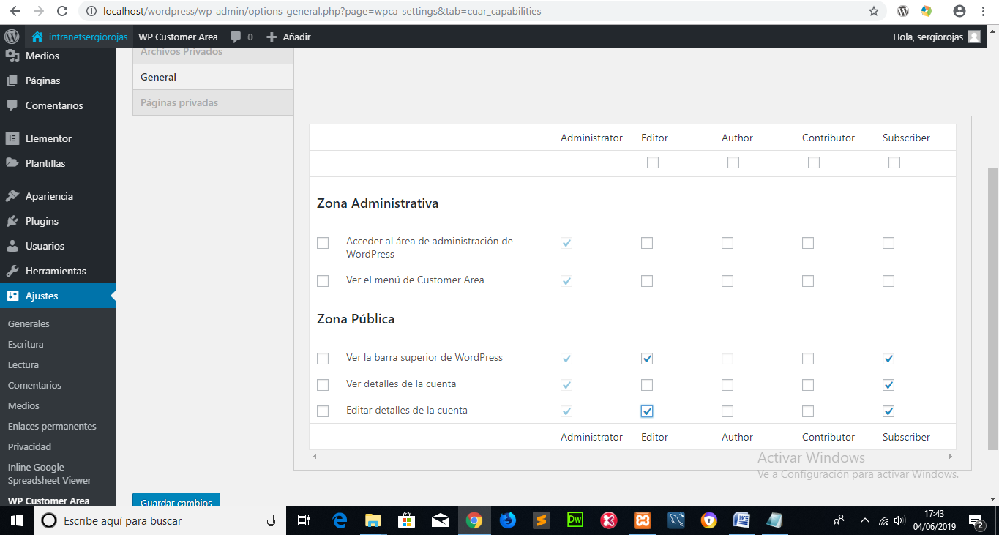 localhost/wordpress/wp-admin/options-general.php?page=wpca-settings&tab=cuar_capabilities
intranetsergiorojas WP Customer Area 0 Añadir Hola, sergiorojas
Medios
Páginas
Comentarios
Elementor
Plantillas
Apariencia
Plugins
Usuarios
Herramientas
Ajustes
Generales
Escritura
Lectura
Comentarios
Medios
Enlaces permanentes
Privacidad
Inline Google
Spreadsheet Viewer
WP Customer Area
Archivos Privados
General
Páginas privadas
Administrator Editor Author Contributor Subscriber
Zona Administrativa
Acceder al área de administración de
WordPress
Ver el menú de Customer Area
Zona Pública
Ver la barra superior de WordPress
Ver detalles de la cuenta
Editar detalles de la cuenta
Administrator Editor Author Contributor Subscriber
Activar Windows
Ve a Configuración para activar Windows.
Guardar cambios
Escribe aquí para buscar
Dw
17:43
04/06/2019
2